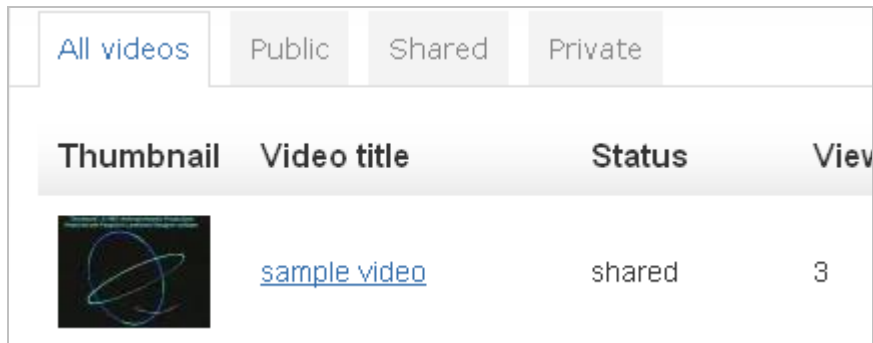 All videos Public Shared Private
Thumbnail Video title Status View
sample video shared 3